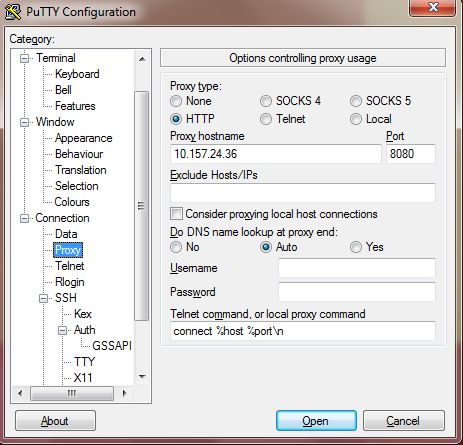 PuTTY Configuration
Category:
Terminal
Keyboard
Bell
Features
Window
Appearance
Behaviour
Translation
Selection
Colours
Connection
Data
Proxy
Telnet
Rlogin
SSH
Kex
Auth
GSSAPI
TTY
X11
Options controlling proxy usage
Proxy type:
None SOCKS 4 SOCKS 5
HTTP Telnet Local
Proxy hostname Port
10.157.24.36 8080
Exclude Hosts/IPs
Consider proxying local host connections
Do DNS name lookup at proxy end:
No Auto Yes
Username
Password
Telnet command, or local proxy command
connect %host %port\n
About Open Cancel